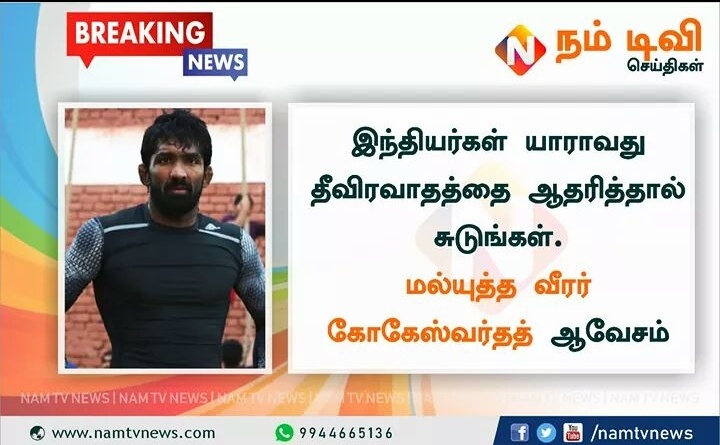 BREAKING
NEWS
நம் டிவி
செய்திகள்
இந்தியர்கள் யாராவது
தீவிரவாதத்தை ஆதரித்தால்
சுடுங்கள்.
மல்யுத்த வீரர்
கோகேஸ்வர்தத் ஆவேசம்
NAM TV NEWS | NAM TV NEWS | NAM TV NEWS | NAM TV NEWS | NAM TV NEWS | NAM TV NEWS | NAM TV NEWS
www.namtvnews.com 9944665136 /namtvnews